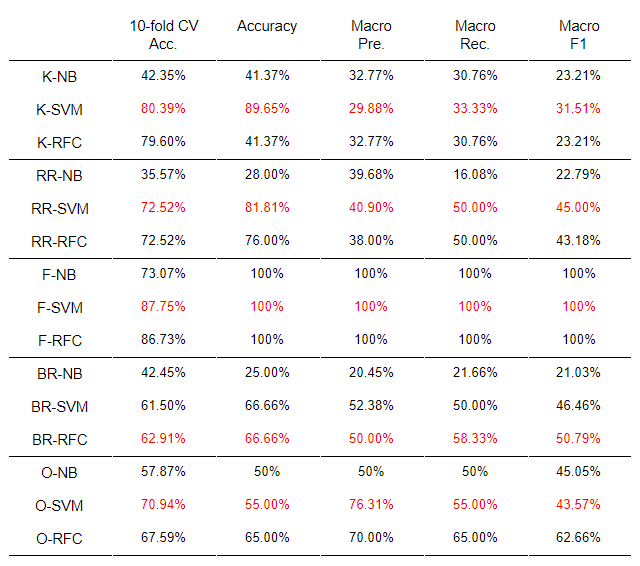 10-fold CV Acc. Accuracy Macro Pre. Macro Rec. Macro F1
K-NB 42.35% 41.37% 32.77% 30.76% 23.21%
K-SVM 80.39% 89.65% 29.88% 33.33% 31.51%
K-RFC 79.60% 41.37% 32.77% 30.76% 23.21%
RR-NB 35.57% 28.00% 39.68% 16.08% 22.79%
RR-SVM 72.52% 81.81% 40.90% 50.00% 45.00%
RR-RFC 72.52% 76.00% 38.00% 50.00% 43.18%
F-NB 73.07% 100% 100% 100% 100%
F-SVM 87.75% 100% 100% 100% 100%
F-RFC 86.73% 100% 100% 100% 100%
BR-NB 42.45% 25.00% 20.45% 21.66% 21.03%
BR-SVM 61.50% 66.66% 52.38% 50.00% 46.46%
BR-RFC 62.91% 66.66% 50.00% 58.33% 50.79%
O-NB 57.87% 50% 50% 50% 45.05%
O-SVM 70.94% 55.00% 76.31% 55.00% 43.57%
O-RFC 67.59% 65.00% 70.00% 65.00% 62.66%